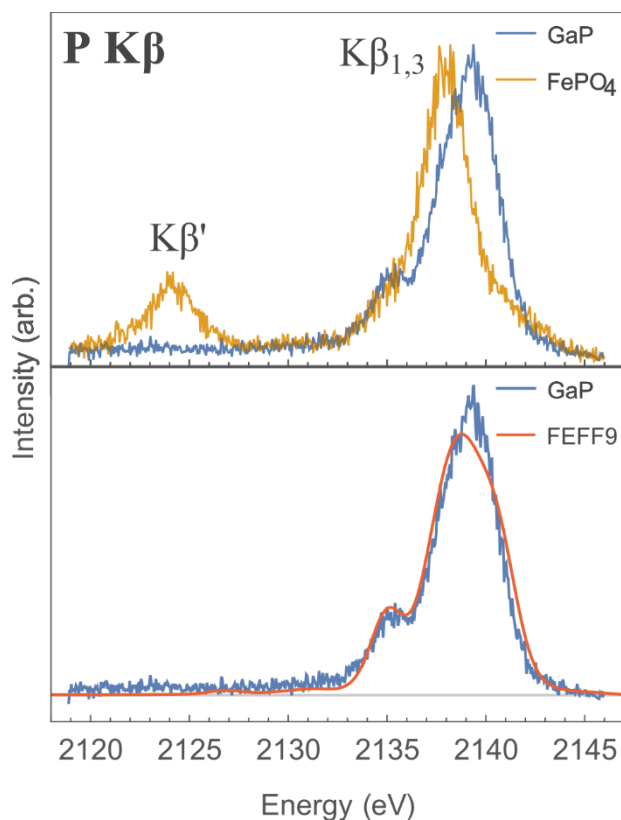 P Kβ
Kβ₁,₃
GaP
FePO₄
Kβ'
GaP
FEFF9
Intensity (arb.)
2120 2125 2130 2135 2140 2145
Energy (eV)